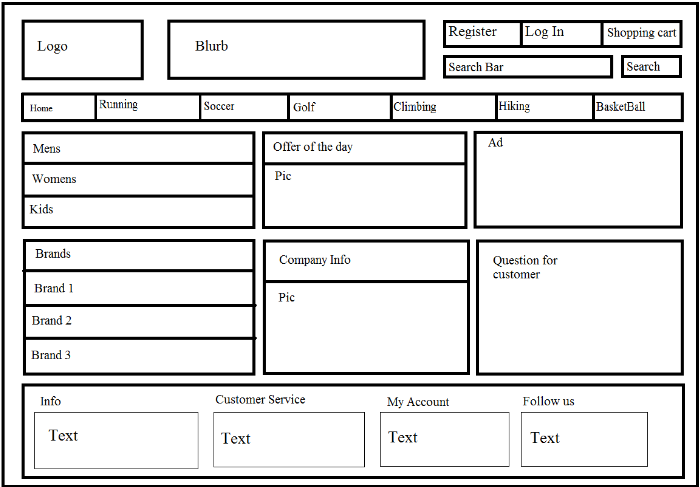 Logo
Blurb
Register
Log In
Shopping cart
Search Bar
Search
Home
Running
Soccer
Golf
Climbing
Hiking
BasketBall
Mens
Womens
Kids
Offer of the day
Pic
Ad
Brands
Brand 1
Brand 2
Brand 3
Company Info
Pic
Question for
customer
Info
Customer Service
My Account
Follow us
Text
Text
Text
Text